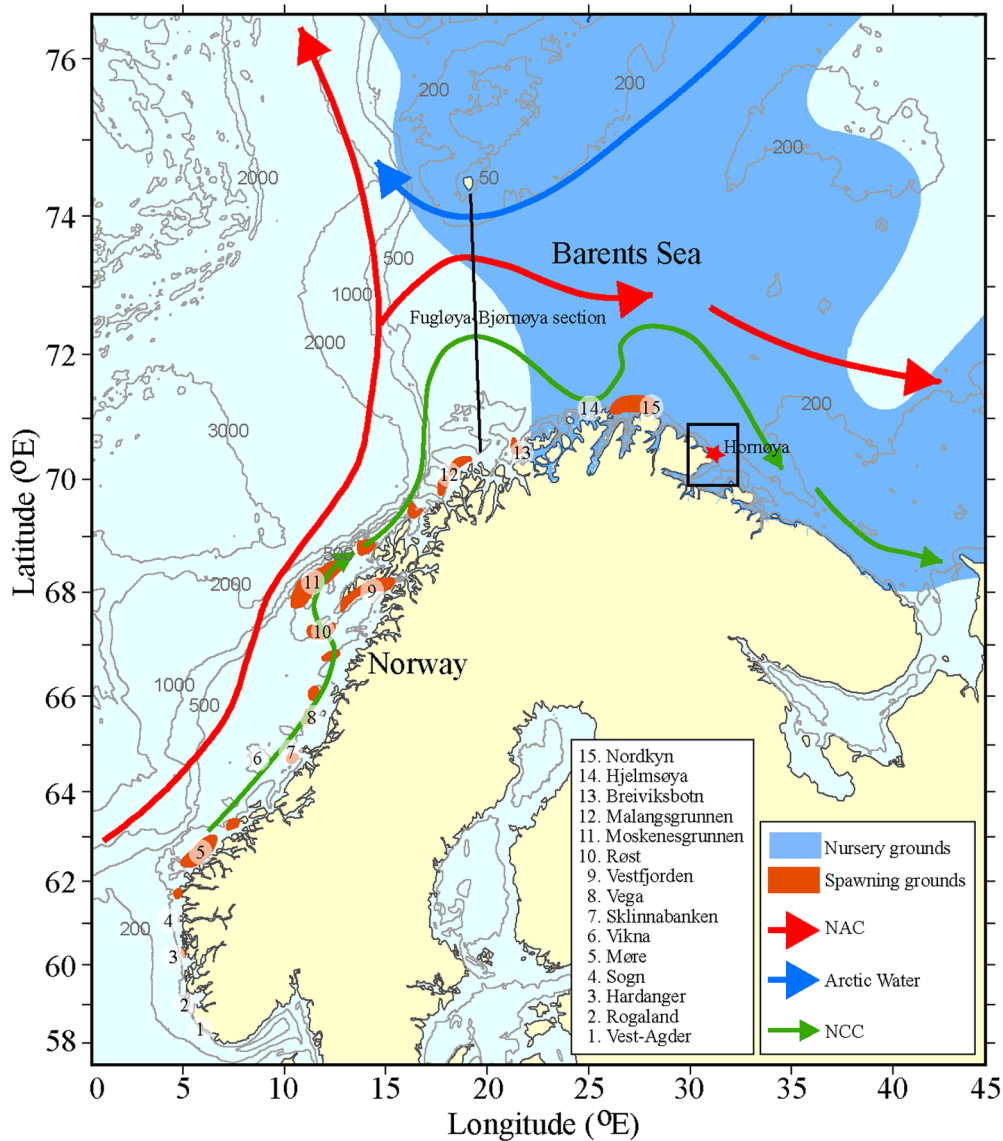 76
74
72
70
68
66
64
62
60
58
Latitude (ºE)
0
5
10
15
20
25
30
35
40
45
Longitude (ºE)
200
200
200
2000
50
500
1000
2000
Barents Sea
Fugløya-Bjørnøya section
3000
200
14
15
Hornøya
13
12
500
2000
11
9
10
Norway
1000
500
8
7
6
5
4
200
3
2
1
15. Nordkyn
14. Hjelmsøya
13. Breiviksbotn
12. Malangsgrunnen
11. Moskenesgrunnen
10. Røst
9. Vestfjorden
8. Vega
7. Sklinnabanken
6. Vikna
5. Møre
4. Sogn
3. Hardanger
2. Rogaland
1. Vest-Agder
Nursery grounds
Spawning grounds
NAC
Arctic Water
NCC